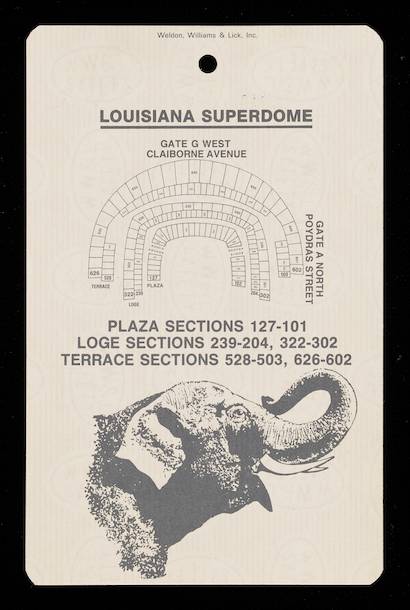 Weldon, Williams & Lick, Inc.
LOUISIANA SUPERDOME
GATE G WEST
CLAIBORNE AVENUE
GATE A NORTH
POYDRAS STREET
626
528
TERRACE
322
239
LOGE
127
PLAZA
102
204
302
503
602
PLAZA SECTIONS 127-101
LOGE SECTIONS 239-204, 322-302
TERRACE SECTIONS 528-503, 626-602